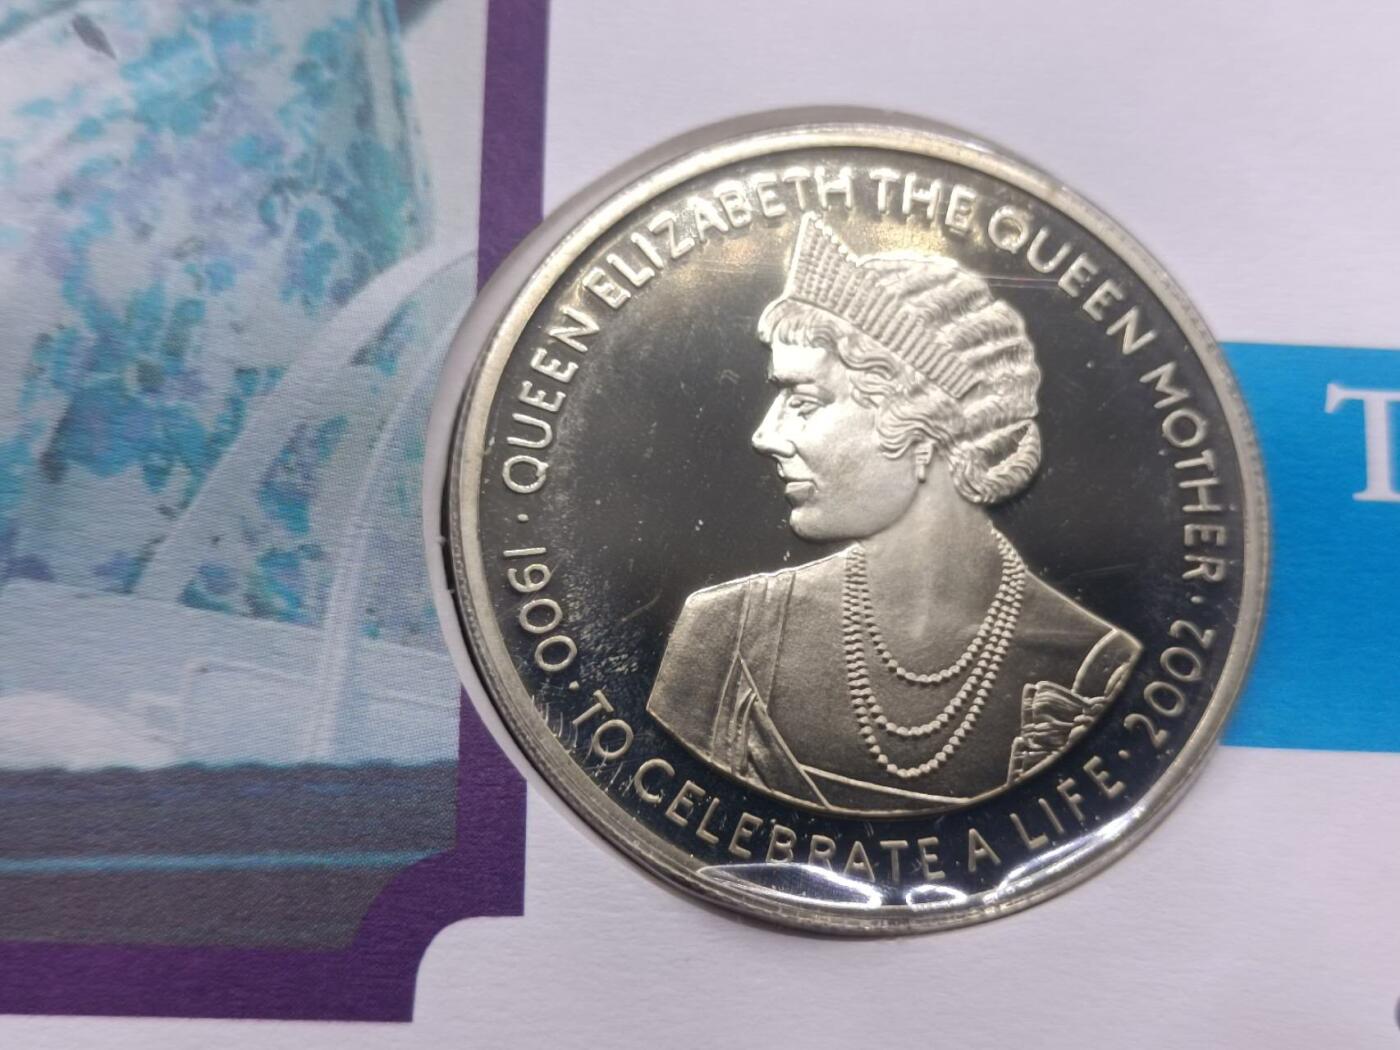 · QUEEN ELIZABETH THE QUEEN MOTHER ·
1900 · TO CELEBRATE A LIFE · 2002
T